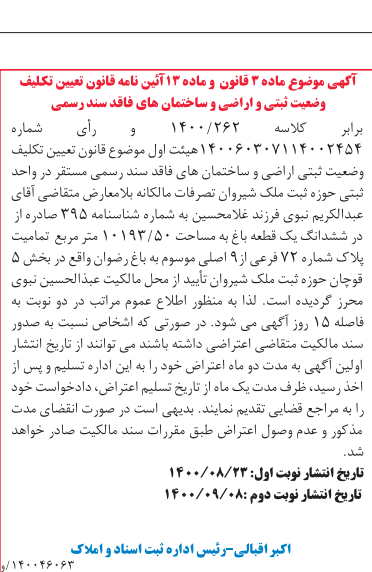 آگهی موضوع ماده ۳ قانون و ماده ۱۳ آئین نامه قانون تعیین تکلیف
وضعیت ثبتی و اراضی و ساختمان های فاقد سند رسمی
برابر کلاسه ۱۴۰۰/۲۶۲ و رأی شماره
۱۴۰۰۶۰۳۰۷۱۱۴۰۰۲۴۵۴هیئت اول موضوع قانون تعیین تکلیف
وضعیت ثبتی اراضی و ساختمان های فاقد سند رسمی مستقر در واحد
ثبتی حوزه ثبت ملک شیروان تصرفات مالکانه بلامعارض متقاضی آقای
عبدالکریم نبوی فرزند غلامحسین به شماره شناسنامه ۳۹۵ صادره از
در ششدانگ یک قطعه باغ به مساحت ۱۰۱۹۳/۵۰ متر مربع تمامیت
پلاک شماره ۷۲ فرعی از۹ اصلی موسوم به باغ رضوان واقع در بخش ۵
قوچان حوزه ثبت ملک شیروان تأیید از محل مالکیت عبدالحسین نبوی
محرز گردیده است. لذا به منظور اطلاع عموم مراتب در دو نوبت به
فاصله ۱۵ روز آگهی می شود. در صورتی که اشخاص نسبت به صدور
سند مالکیت متقاضی اعتراضی داشته باشند می توانند از تاریخ انتشار
اولین آگهی به مدت دو ماه اعتراض خود را به این اداره تسلیم و پس از
اخذ رسید، ظرف مدت یک ماه از تاریخ تسلیم اعتراض، دادخواست خود
را به مراجع قضایی تقدیم نمایند. بدیهی است در صورت انقضای مدت
مذکور و عدم وصول اعتراض طبق مقررات سند مالکیت صادر خواهد
شد.
تاریخ انتشار نوبت اول: ۱۴۰۰/۰۸/۲۳
تاریخ انتشار نوبت دوم :۱۴۰۰/۰۹/۰۸
اکبر اقبالی-رئیس اداره ثبت اسناد و املاک
۱۴۰۰۴۶۰۶۳/و